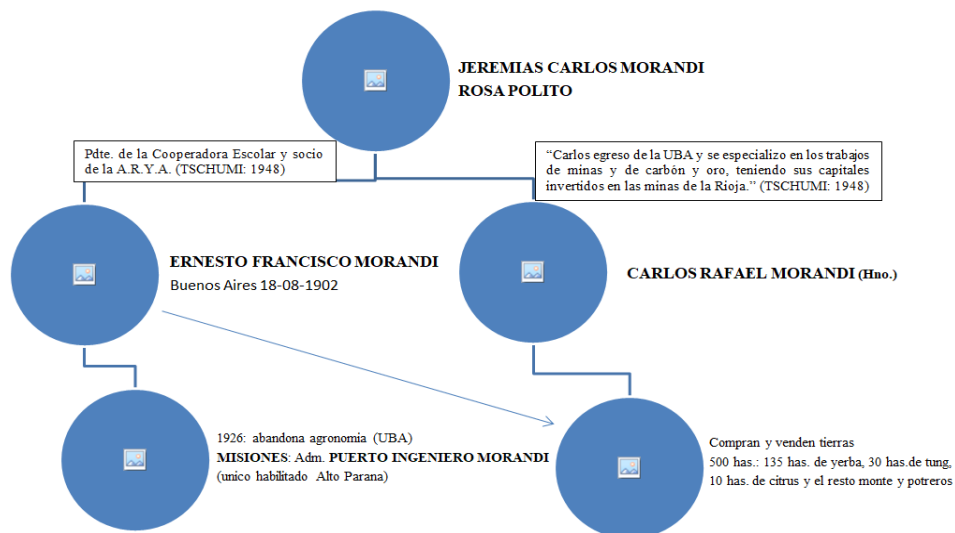 JEREMIAS CARLOS MORANDI
ROSA POLITO
Pdte. de la Cooperadora Escolar y socio
de la A.R.Y.A. (TSCHUMI: 1948)
“Carlos egreso de la UBA y se especializo en los trabajos
de minas y de carbón y oro, teniendo sus capitales
invertidos en las minas de la Rioja.” (TSCHUMI: 1948)
ERNESTO FRANCISCO MORANDI
Buenos Aires 18-08-1902
CARLOS RAFAEL MORANDI (Hno.)
1926: abandona agronomia (UBA)
MISIONES: Adm. PUERTO INGENIERO MORANDI
(unico habilitado Alto Parana)
Compran y venden tierras
500 has.: 135 has. de yerba, 30 has.de tung,
10 has. de citrus y el resto monte y potreros